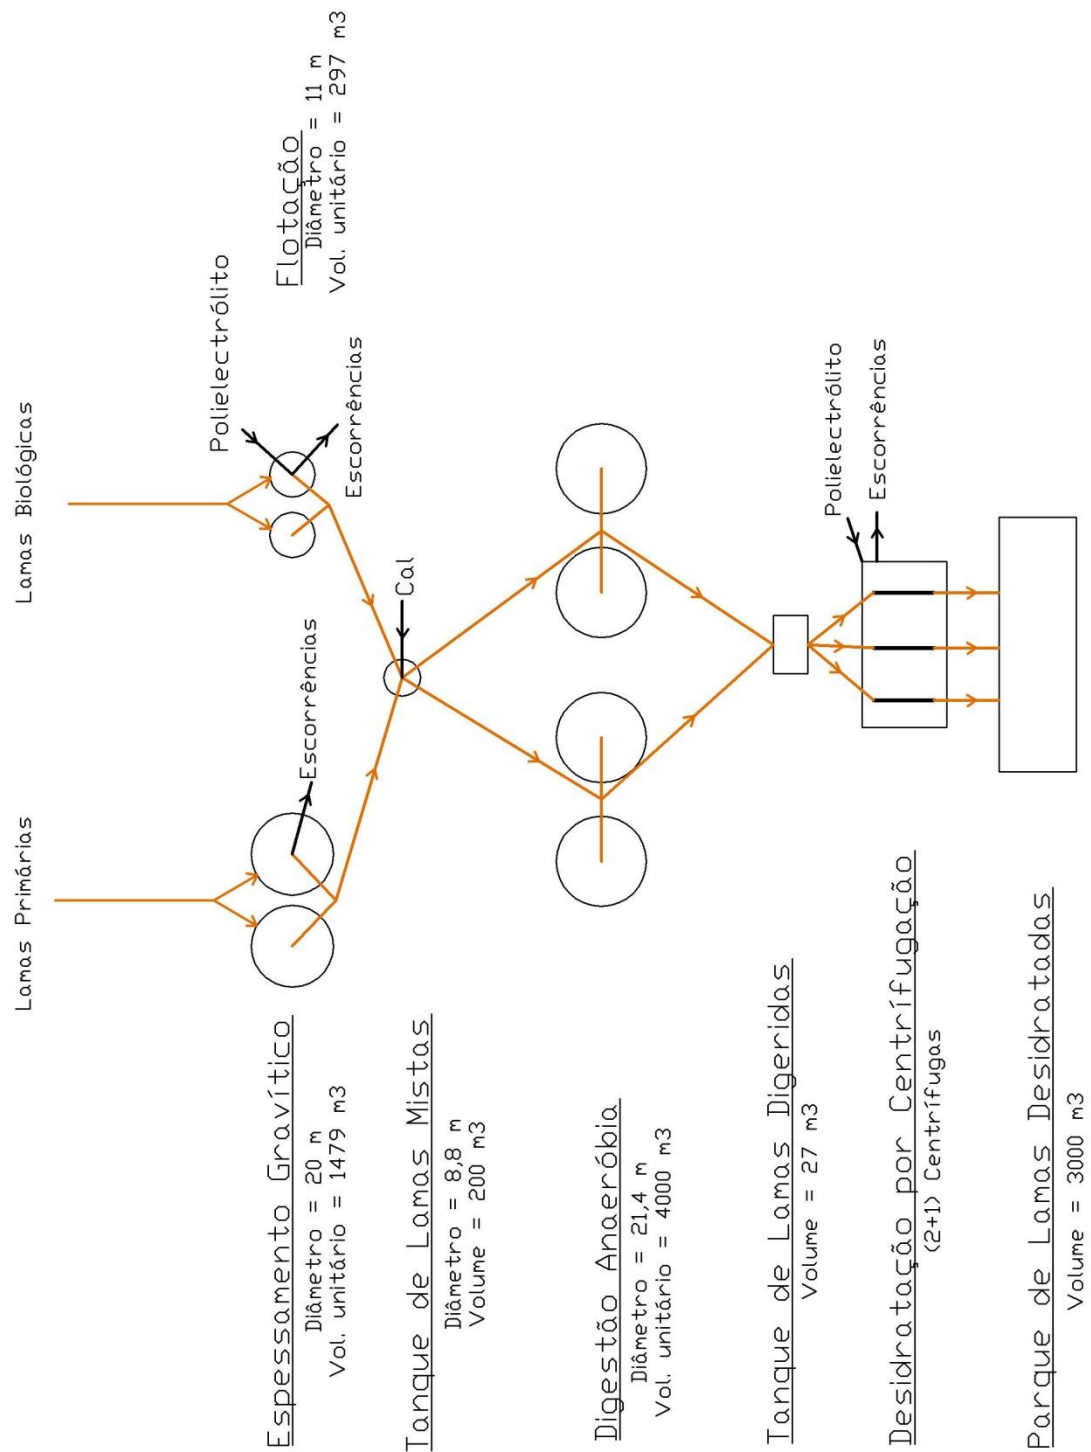 Lamas Primárias
Lamas Biológicas
Espessamento Gravítico
Diâmetro = 20 m
Vol. unitário = 1479 m3
Escorrências
Polielectrólito
Escorrências
Flotação
Diâmetro = 11 m
Vol. unitário = 297 m3
Tanque de Lamas Mistas
Diâmetro = 8,8 m
Volume = 200 m3
Cal
Digestão Anaeróbia
Diâmetro = 21,4 m
Vol. unitário = 4000 m3
Tanque de Lamas Digeridas
Volume = 27 m3
Polielectrólito
Escorrências
Desidratação por Centrífugação
(2+1) Centrífugas
Parque de Lamas Desidratadas
Volume = 3000 m3